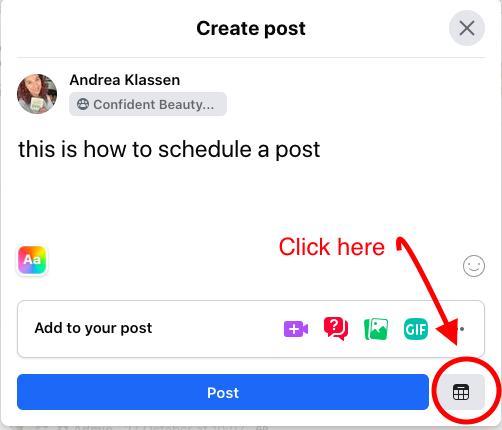 Create post
Andrea Klassen
Confident Beauty...
this is how to schedule a post
Click here
Aa
Add to your post
GIF
Post